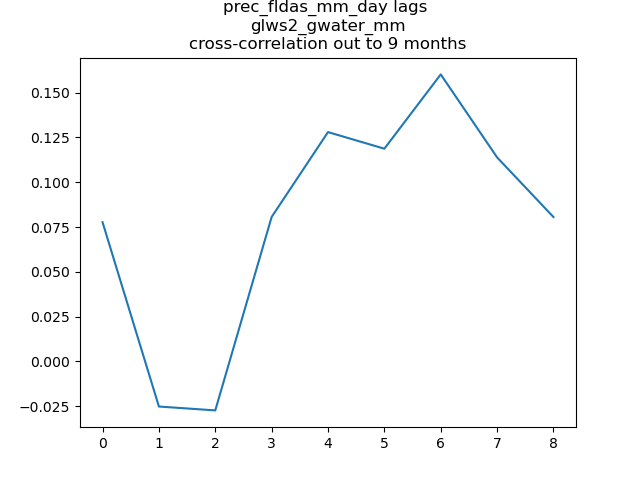 prec_fldas_mm_day lags
glws2_gwater_mm
cross-correlation out to 9 months
0.150
0.125
0.100
0.075
0.050
0.025
0.000
−0.025
0 1 2 3 4 5 6 7 8